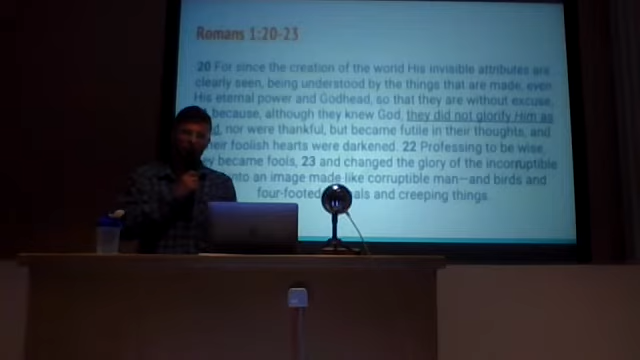 Romans 1:20-23
20 For since the creation of the world His invisible attributes are
clearly seen, being understood by the things that are made, even
His eternal power and Godhead, so that they are without excuse,
because, although they knew God, they did not glorify Him as
nor were thankful, but became futile in their thoughts, and
their foolish hearts were darkened. 22 Professing to be wise,
became fools, 23 and changed the glory of the incorruptible
into an image made like corruptible man—and birds and
four-footed and creeping things.